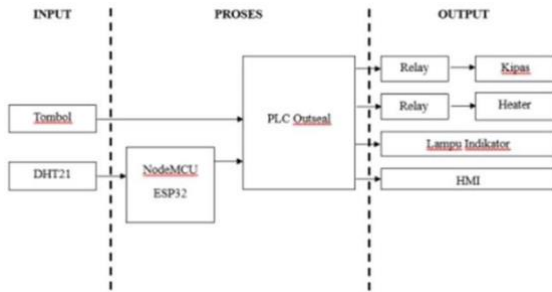 INPUT
PROSES
OUTPUT
Tombol
DHT21
NodeMCU
ESP32
PLC Outseal
Relay
Kipas
Relay
Heater
Lampu Indikator
HMI